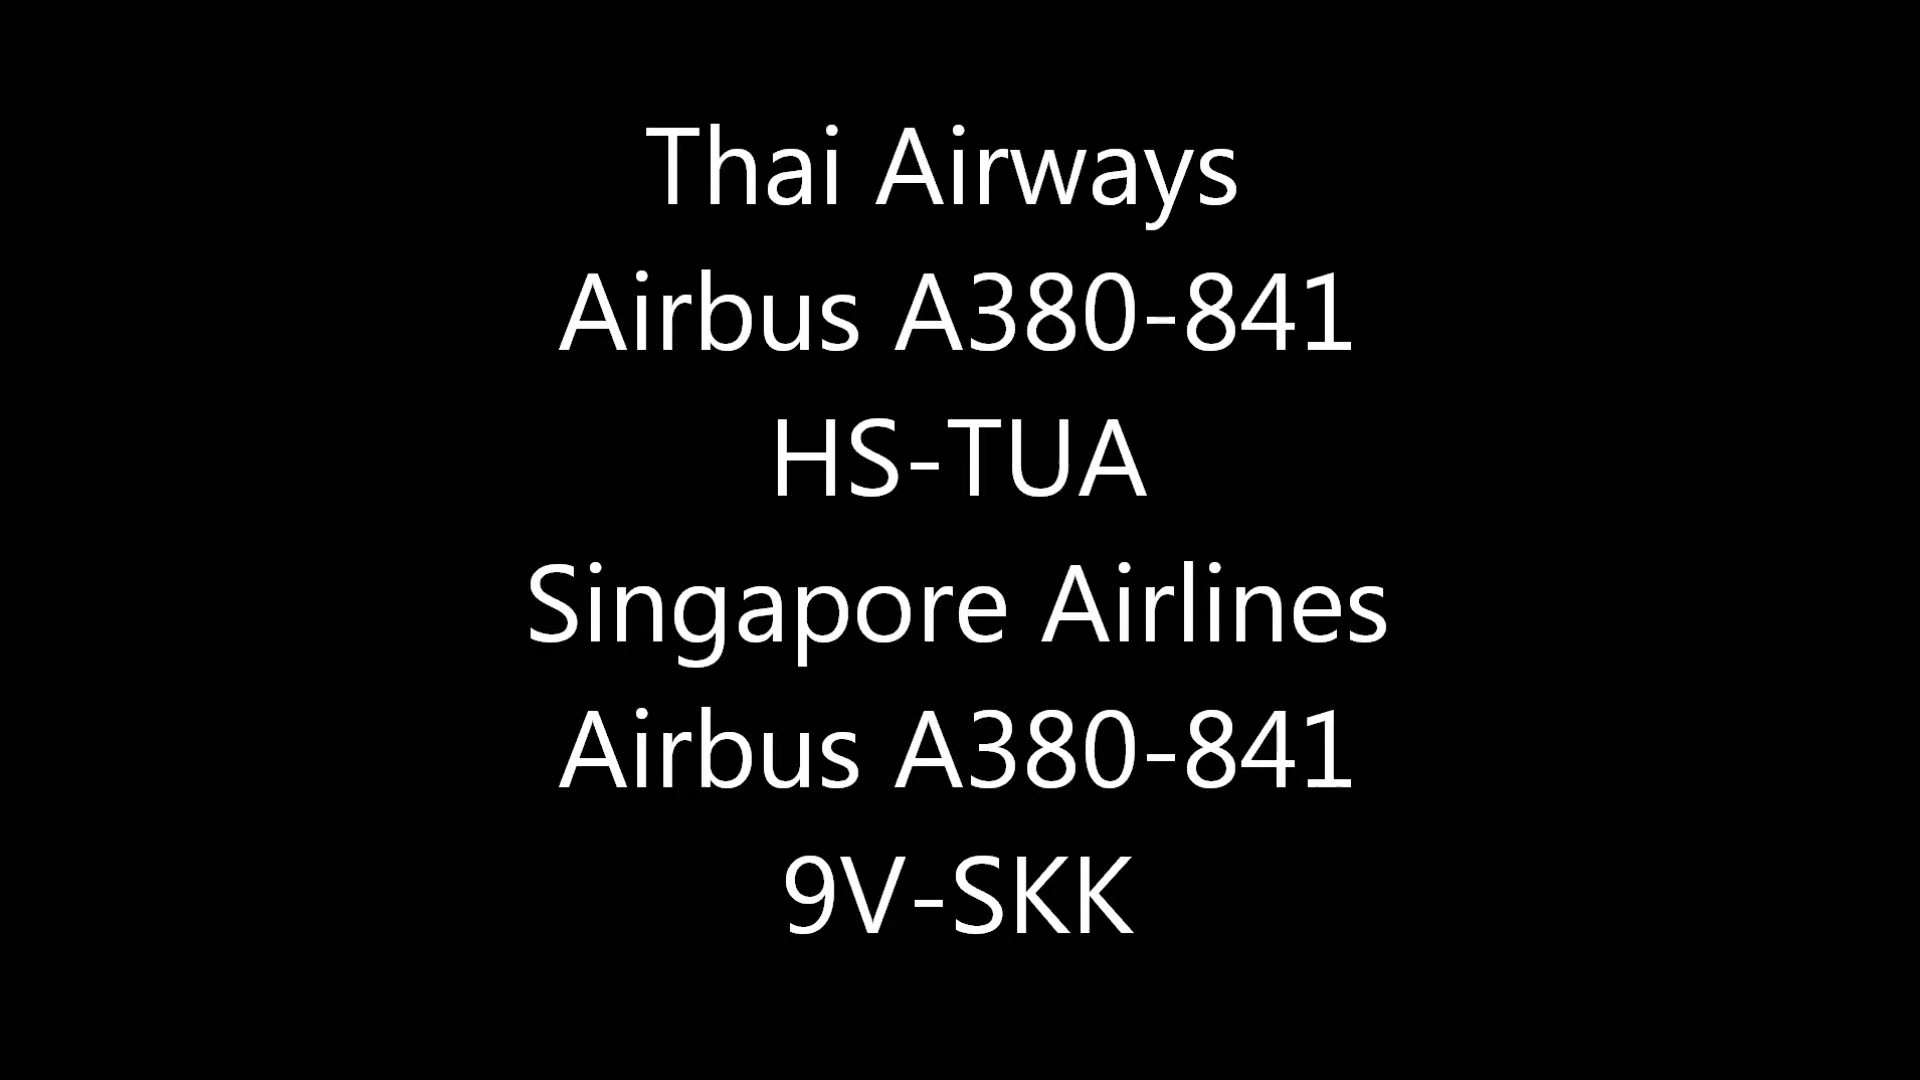 Thai Airways
Airbus A380-841
HS-TUA
Singapore Airlines
Airbus A380-841
9V-SKK